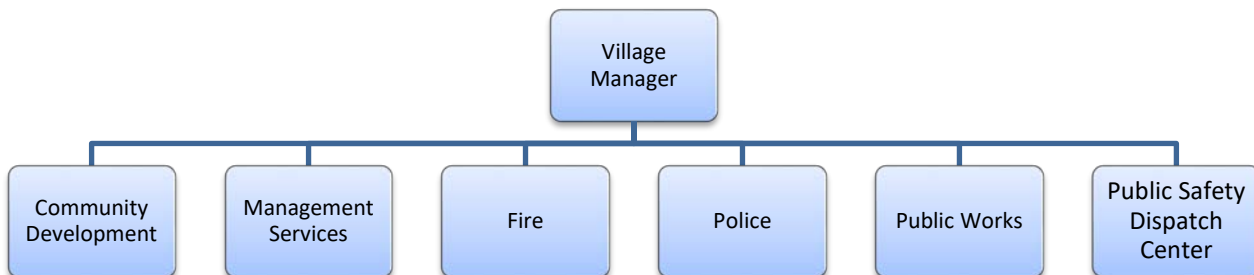 Village
Manager
Community
Development
Management
Services
Fire
Police
Public Works
Public Safety
Dispatch
Center